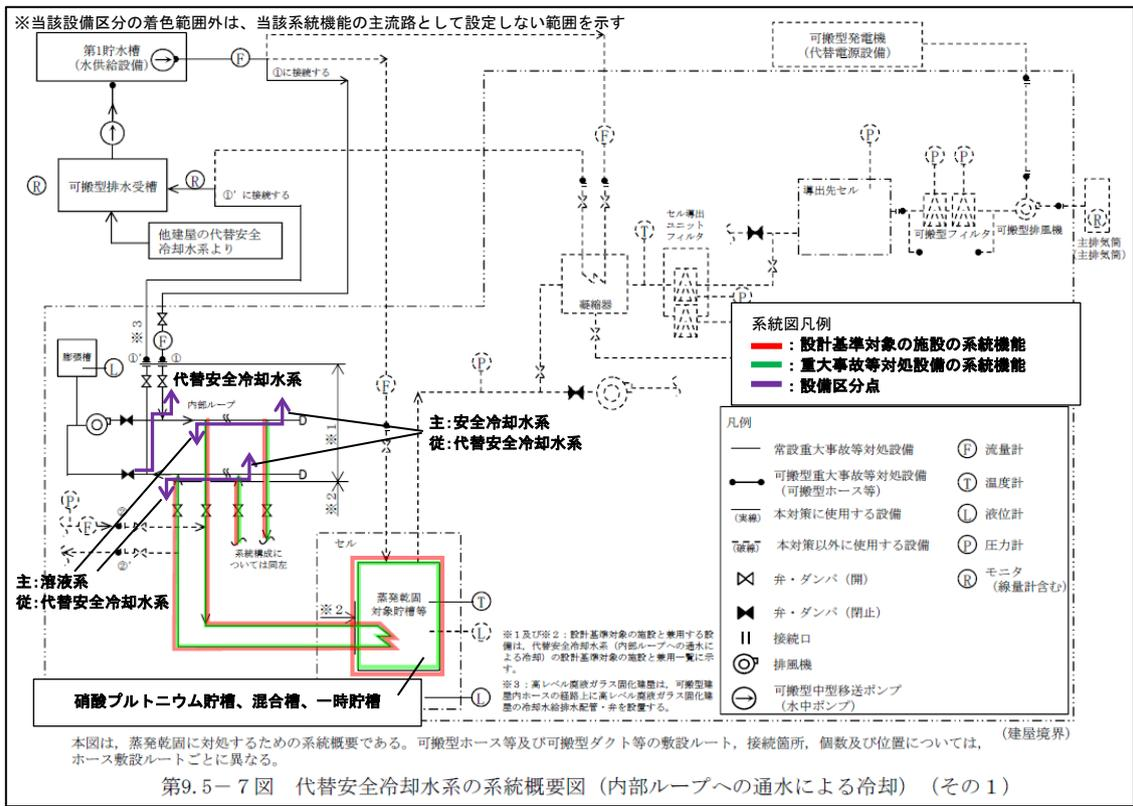 ※当該設備区分の着色範囲外は、当該系統機能の主流路として設定しない範囲を示す
第1貯水槽
(水供給設備)
F
①に接続する
可搬型発電機
(代替電源設備)
F
P
P
P
R
可搬型排水受槽
R
①’に接続する
他建屋の代替安全
冷却水系より
導出先セル
セル導出
ユニット
フィルタ
T
凝縮器
P
可搬型フィルタ
可搬型排風機
R
主排気筒
(主排気筒)
※3
F
膨張槽
L
①’
①
代替安全冷却水系
内部ループ
※1
※2
主:安全冷却水系
従:代替安全冷却水系
F
P
P
F
②
②’
系統構成に
ついては同左
主:溶液系
従:代替安全冷却水系
セル
※2
蒸発乾固
対象貯槽等
T
L
L
硝酸プルトニウム貯槽、混合槽、一時貯槽
系統図凡例
:設計基準対象の施設の系統機能
:重大事故等対処設備の系統機能
:設備区分点
凡例
常設重大事故等対処設備
可搬型重大事故等対処設備
(可搬型ホース等)
(実線)
本対策に使用する設備
(破線)
本対策以外に使用する設備
弁・ダンパ(開)
弁・ダンパ(閉止)
接続口
排風機
可搬型中型移送ポンプ
(水中ポンプ)
F 流量計
T 温度計
L 液位計
P 圧力計
R モニタ
(線量計含む)
※1及び※2:設計基準対象の施設と兼用する設
備は、代替安全冷却水系(内部ループへの通水によ
る冷却)の設計基準対象の施設と兼用一覧に示
す。
※3:高レベル廃液ガラス固化建屋は、可搬型建
屋内ホースの経路上に高レベル廃液ガラス固化建
屋の冷却水給排水配管・弁を設置する。
(建屋境界)
本図は,蒸発乾固に対処するための系統概要である。可搬型ホース等及び可搬型ダクト等の敷設ルート,接続箇所,個数及び位置については,
ホース敷設ルートごとに異なる。
第9.5-7図 代替安全冷却水系の系統概要図(内部ループへの通水による冷却)(その1)